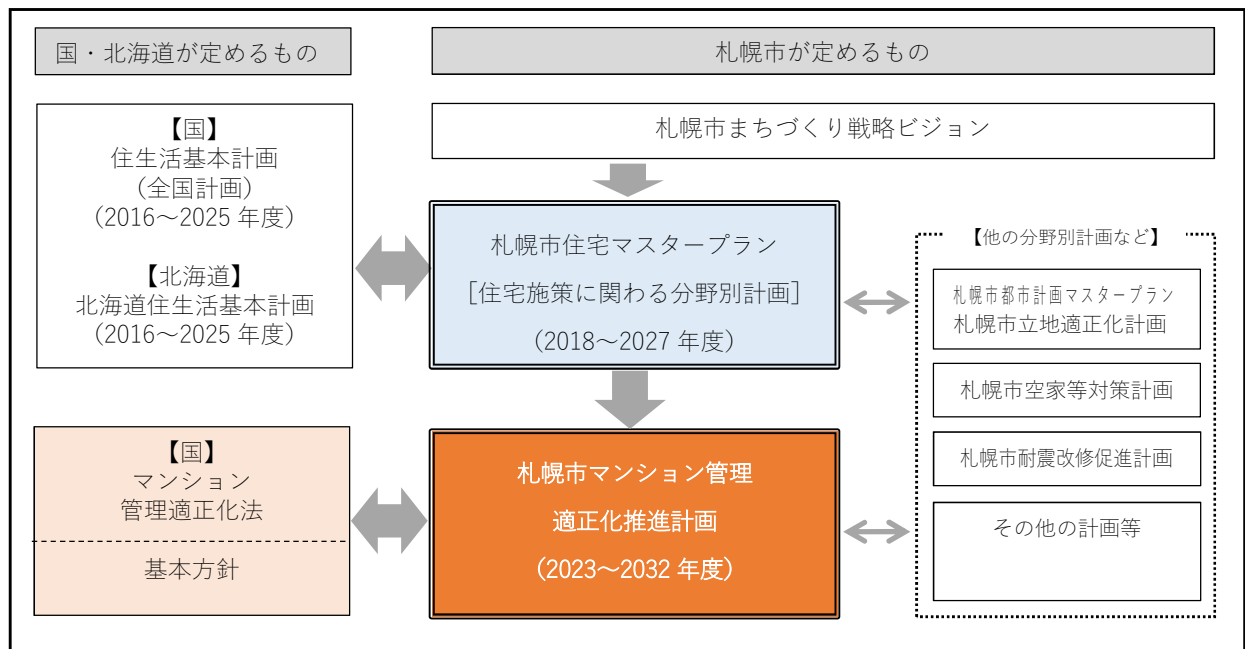 国・北海道が定めるもの
札幌市が定めるもの
【国】
住生活基本計画
(全国計画)
(2016～2025 年度)
【北海道】
北海道住生活基本計画
(2016～2025 年度)
札幌市まちづくり戦略ビジョン
札幌市住宅マスタープラン
［住宅施策に関わる分野別計画］
(2018～2027 年度)
【他の分野別計画など】
札幌市都市計画マスタープラン
札幌市立地適正化計画
札幌市空家等対策計画
札幌市耐震改修促進計画
その他の計画等
【国】
マンション
管理適正化法
基本方針
札幌市マンション管理
適正化推進計画
(2023～2032 年度)